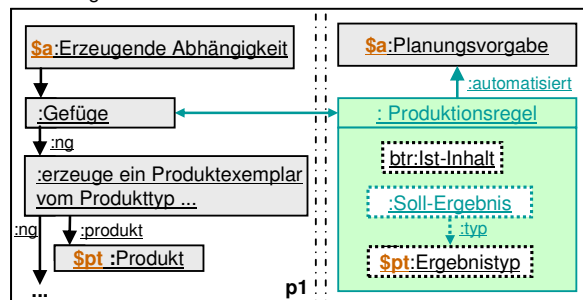 $a:Erzeugende Abhängigkeit
:Gefüge
:ng
:erzeuge ein Produktexemplar
vom Produkttyp ...
:ng
:produkt
$pt :Produkt
...
p1
$a:Planungsvorgabe
:automatisiert
: Produktionsregel
btr:Ist-Inhalt
:Soll-Ergebnis
:typ
$pt:Ergebnistyp